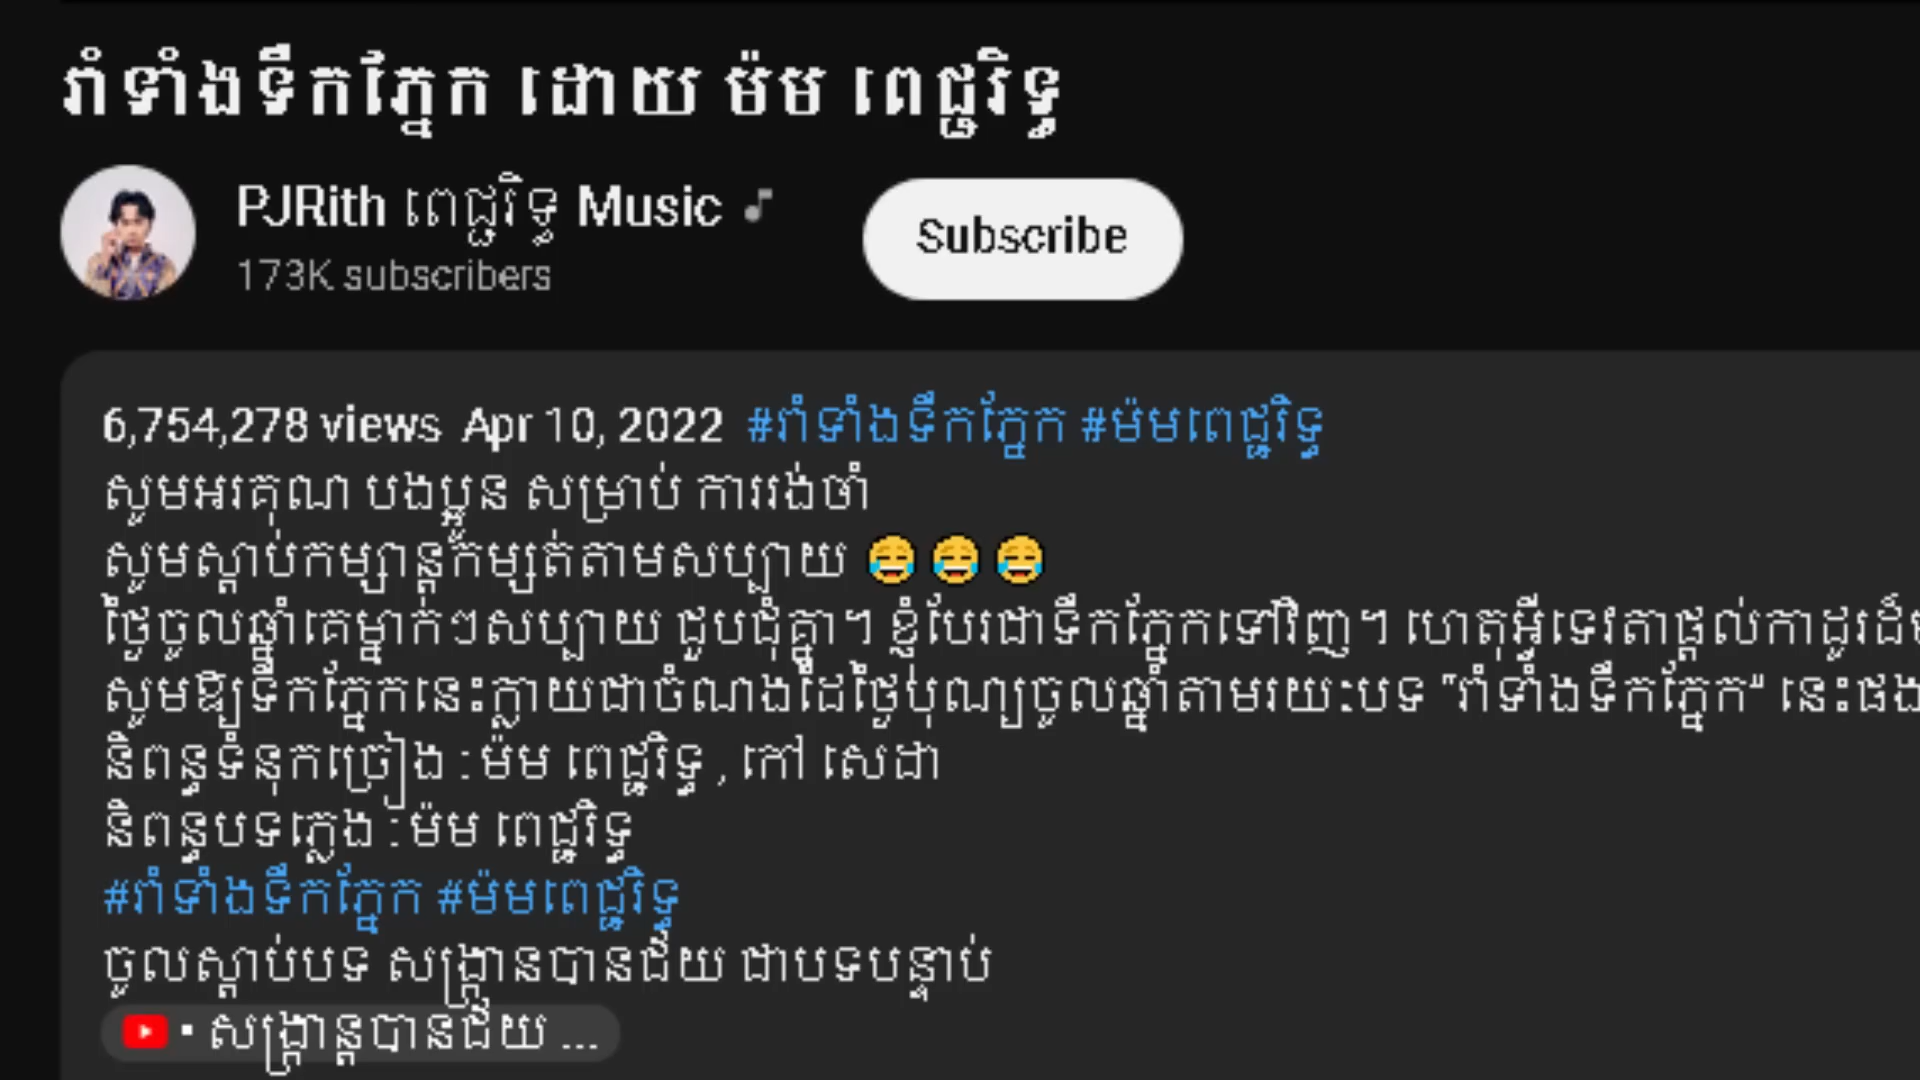 រាំទាំងទឹកភ្នែក ដោយ ម៉ម ពេជ្ជរិទ្ធ
PJRith ពេជ្ជរិទ្ធ Music
173K subscribers
Subscribe
6,754,278 views Apr 10, 2022 #រាំទាំងទឹកភ្នែក #ម៉មពេជ្ជរិទ្ធ
សូមអរគុណ បងប្អូន សម្រាប់ ការរង់ចាំ
សូមស្ដាប់កម្សាន្តកំម្សត់តាមសប្បាយ 😂😂😂
ថ្ងៃចូលឆ្នាំគេម្នាក់ៗសប្បាយ ជួបជុំគ្នា។ ខ្ញុំបែរជាទឹកភ្នែកទៅវិញ។ ហេតុអ្វីទេវតាផ្ដល់កាដូរដ៏
សូមឱ្យទឹកភ្នែកនេះក្លាយជាចំណងដៃថ្ងៃបុណ្យចូលឆ្នាំតាមរយៈបទ "រាំទាំងទឹកភ្នែក" នេះផង
និពន្ធទំនុកច្រៀង : ម៉ម ពេជ្ជរិទ្ធ , កៅ សេដា
និពន្ធបទភ្លេង : ម៉ម ពេជ្ជរិទ្ធ
#រាំទាំងទឹកភ្នែក #ម៉មពេជ្ជរិទ្ធ
ចូលស្ដាប់បទ សង្ក្រានបានជ័យ ជាបទបន្ទាប់
• សង្ក្រាន្តបានជ័យ ...